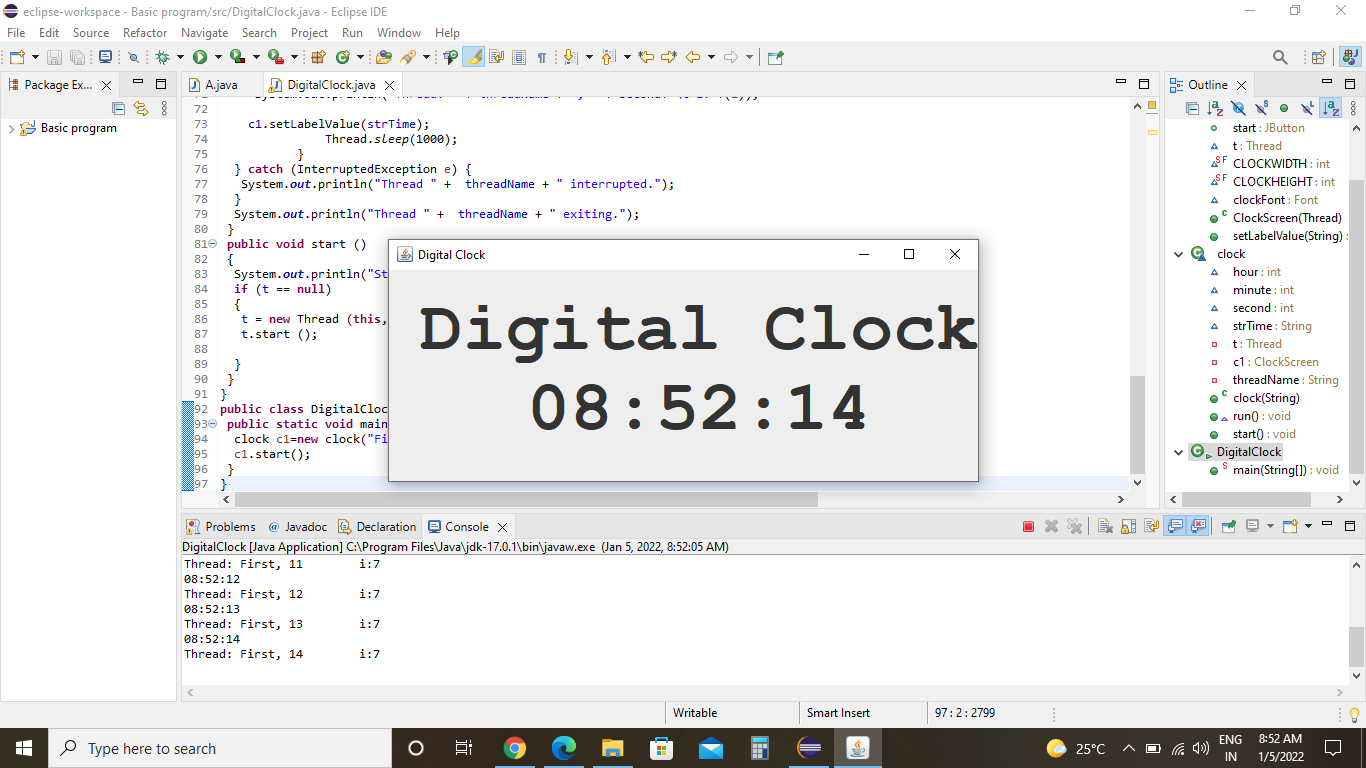 eclipse-workspace - Basic program/src/DigitalClock.java - Eclipse IDE
File Edit Source Refactor Navigate Search Project Run Window Help
Package Ex...
Basic program
A.java DigitalClock.java
72
73 c1.setLabelValue(strTime);
74 Thread.sleep(1000);
75 }
76 } catch (InterruptedException e) {
77 System.out.println("Thread " + threadName + " interrupted.");
78 }
79 System.out.println("Thread " + threadName + " exiting.");
80 }
81 public void start ()
82 {
83 System.out.println("St
84 if (t == null)
85 {
86 t = new Thread (this,
87 t.start ();
88
89 }
90 }
91 }
92 public class DigitalCloc
93 public static void main
94 clock c1=new clock("Fi
95 c1.start();
96 }
97 }
Digital Clock
Digital Clock
08:52:14
Outline
start : JButton
t : Thread
CLOCKWIDTH : int
CLOCKHEIGHT : int
clockFont : Font
ClockScreen(Thread)
setLabelValue(String) :
clock
hour : int
minute : int
second : int
strTime : String
t : Thread
c1 : ClockScreen
threadName : String
clock(String)
run() : void
start() : void
DigitalClock
main(String[]) : void
Problems Javadoc Declaration Console
DigitalClock [Java Application] C:\Program Files\Java\jdk-17.0.1\bin\javaw.exe (Jan 5, 2022, 8:52:05 AM)
Thread: First, 11 i:7
08:52:12
Thread: First, 12 i:7
08:52:13
Thread: First, 13 i:7
08:52:14
Thread: First, 14 i:7
Writable Smart Insert 97 : 2 : 2799
Type here to search
25°C
ENG
IN
8:52 AM
1/5/2022